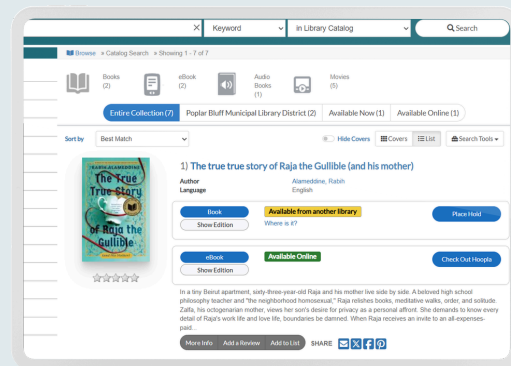 Keyword
in Library Catalog
Search
Browse » Catalog Search » Showing 1 - 7 of 7
Books (2)
eBook (2)
Audio Books (1)
Movies (5)
Entire Collection (7)
Poplar Bluff Municipal Library District (2)
Available Now (1)
Available Online (1)
Sort by
Best Match
Hide Covers
Covers
List
Search Tools
1) The true true story of Raja the Gullible (and his mother)
Author
Alameddine, Rabih
Language
English
RABIH ALAMEDDINE
The True
True Story
of Raja the
Gullible
Book
Show Edition
Available from another library
Where is it?
Place Hold
eBook
Show Edition
Available Online
Check Out Hoopla
In a tiny Beirut apartment, sixty-three-year-old Raja and his mother live side by side. A beloved high school
philosophy teacher and "the neighborhood homosexual," Raja relishes books, meditative walks, order, and solitude.
Zalfa, his octogenarian mother, views her son's desire for privacy as a personal affront. She demands to know every
detail of Raja's work life and love life, boundaries be damned. When Raja receives an invite to an all-expenses-
paid...
More Info
Add a Review
Add to List
SHARE